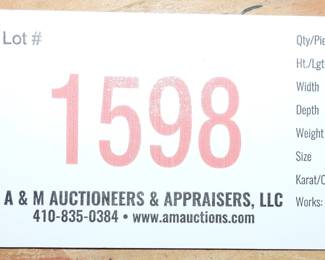 Lot #
1598
A & M AUCTIONEERS & APPRAISERS, LLC
410-835-0384 • www.amauctions.com
Qty/Pie
Ht./Lgt
Width
Depth
Weight
Size
Karat/C
Works: